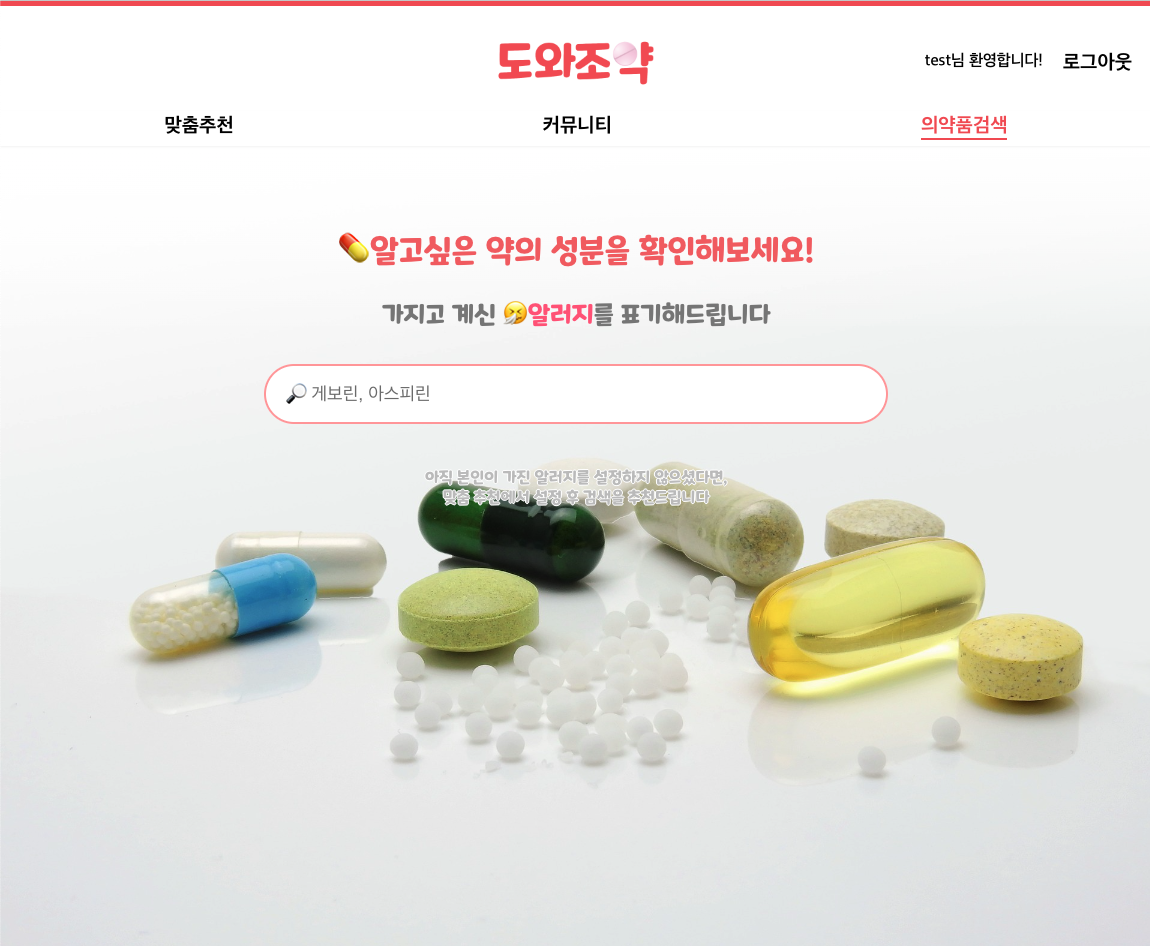 도와조약
test님 환영합니다! 로그아웃
맞춤추천 커뮤니티 의약품검색
💊알고싶은 약의 성분을 확인해보세요!
가지고 계신 🤧알러지를 표기해드립니다
🔎 게보린, 아스피린
아직 본인이 가진 알러지를 설정하지 않으셨다면,
맞춤 추천에서 설정 후 검색을 추천드립니다